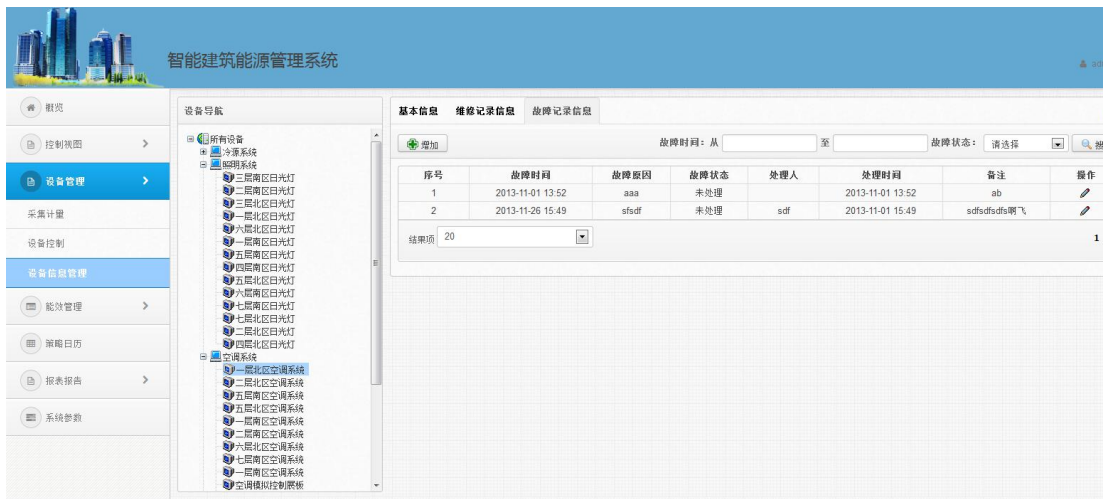 智能建筑能源管理系统
概览
控制视图
设备管理
采集计量
设备控制
设备信息管理
能效管理
策略日历
报表报告
系统参数
设备导航
所有设备
冷源系统
照明系统
三层南区日光灯
二层南区日光灯
三层北区日光灯
一层北区日光灯
六层北区日光灯
一层南区日光灯
五层南区日光灯
四层南区日光灯
五层北区日光灯
六层南区日光灯
七层南区日光灯
七层北区日光灯
二层北区日光灯
四层北区日光灯
空调系统
一层北区空调系统
二层北区空调系统
五层南区空调系统
五层北区空调系统
一层南区空调系统
二层南区空调系统
六层北区空调系统
七层南区空调系统
一层南区空调系统
空调模拟控制展板
基本信息 维修记录信息 故障记录信息
增加 故障时间：从 至 故障状态： 请选择
序号 故障时间 故障原因 故障状态 处理人 处理时间 备注 操作
1 2013-11-01 13:52 aaa 未处理 2013-11-01 13:52 ab
2 2013-11-26 15:49 sfsdf 未处理 sdf 2013-11-01 15:49 sdfsdfsdfs啊飞
结果项 20 1